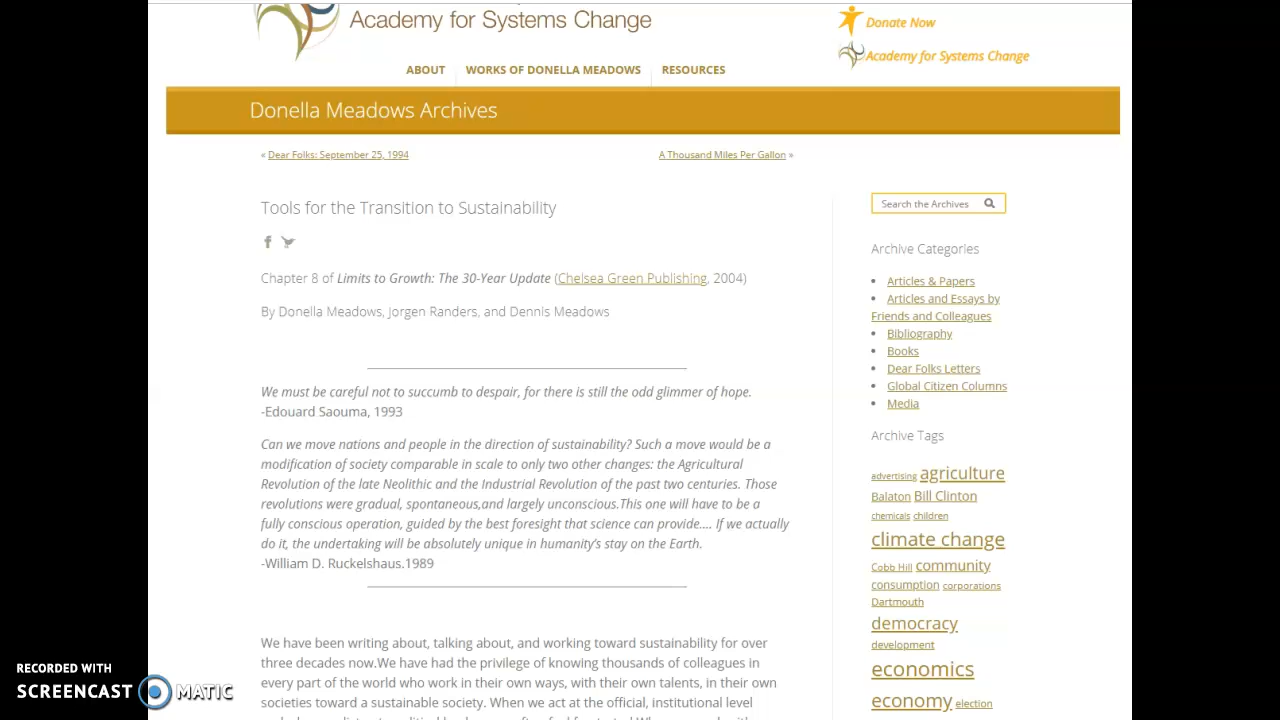 Academy for Systems Change
Donate Now
Academy for Systems Change
ABOUT WORKS OF DONELLA MEADOWS RESOURCES
Donella Meadows Archives
« Dear Folks: September 25, 1994 A Thousand Miles Per Gallon »
Tools for the Transition to Sustainability
Chapter 8 of Limits to Growth: The 30-Year Update (Chelsea Green Publishing, 2004)
By Donella Meadows, Jorgen Randers, and Dennis Meadows
We must be careful not to succumb to despair, for there is still the odd glimmer of hope.
-Edouard Saouma, 1993
Can we move nations and people in the direction of sustainability? Such a move would be a
modification of society comparable in scale to only two other changes: the Agricultural
Revolution of the late Neolithic and the Industrial Revolution of the past two centuries. Those
revolutions were gradual, spontaneous,and largely unconscious.This one will have to be a
fully conscious operation, guided by the best foresight that science can provide.... If we actually
do it, the undertaking will be absolutely unique in humanity's stay on the Earth.
-William D. Ruckelshaus.1989
We have been writing about, talking about, and working toward sustainability for over
three decades now.We have had the privilege of knowing thousands of colleagues in
every part of the world who work in their own ways, with their own talents, in their own
societies toward a sustainable society. When we act at the official, institutional level
Search the Archives
Archive Categories
Articles & Papers
Articles and Essays by
Friends and Colleagues
Bibliography
Books
Dear Folks Letters
Global Citizen Columns
Media
Archive Tags
advertising agriculture
Balaton Bill Clinton
chemicals children
climate change
Cobb Hill community
consumption corporations
Dartmouth
democracy
development
economics
economy election
RECORDED WITH
SCREENCAST MATIC